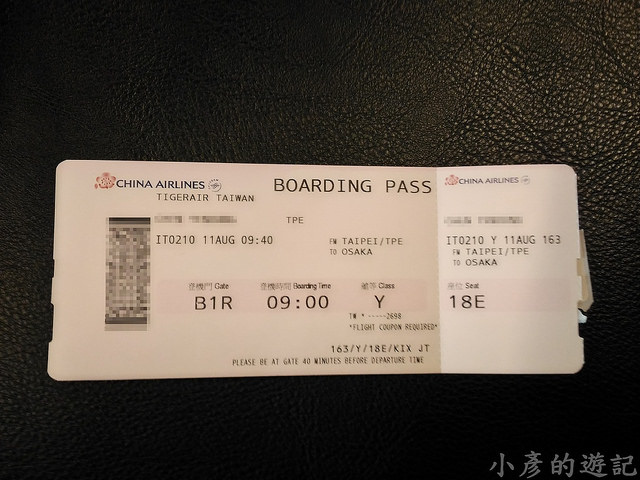 CHINA AIRLINES
TIGERAIR TAIWAN
BOARDING PASS
TPE
IT0210 11AUG 09:40
FM TAIPEI/TPE
TO OSAKA
登機門 Gate
登機時間 Boarding Time
艙等 Class
B1R
09:00
Y
TW * -----2698
*FLIGHT COUPON REQUIRED*
163/Y/18E/KIX JT
PLEASE BE AT GATE 40 MINUTES BEFORE DEPARTURE TIME
CHINA AIRLINES
IT0210 Y 11AUG 163
FM TAIPEI/TPE
TO OSAKA
座位 Seat
18E
小彥的遊記